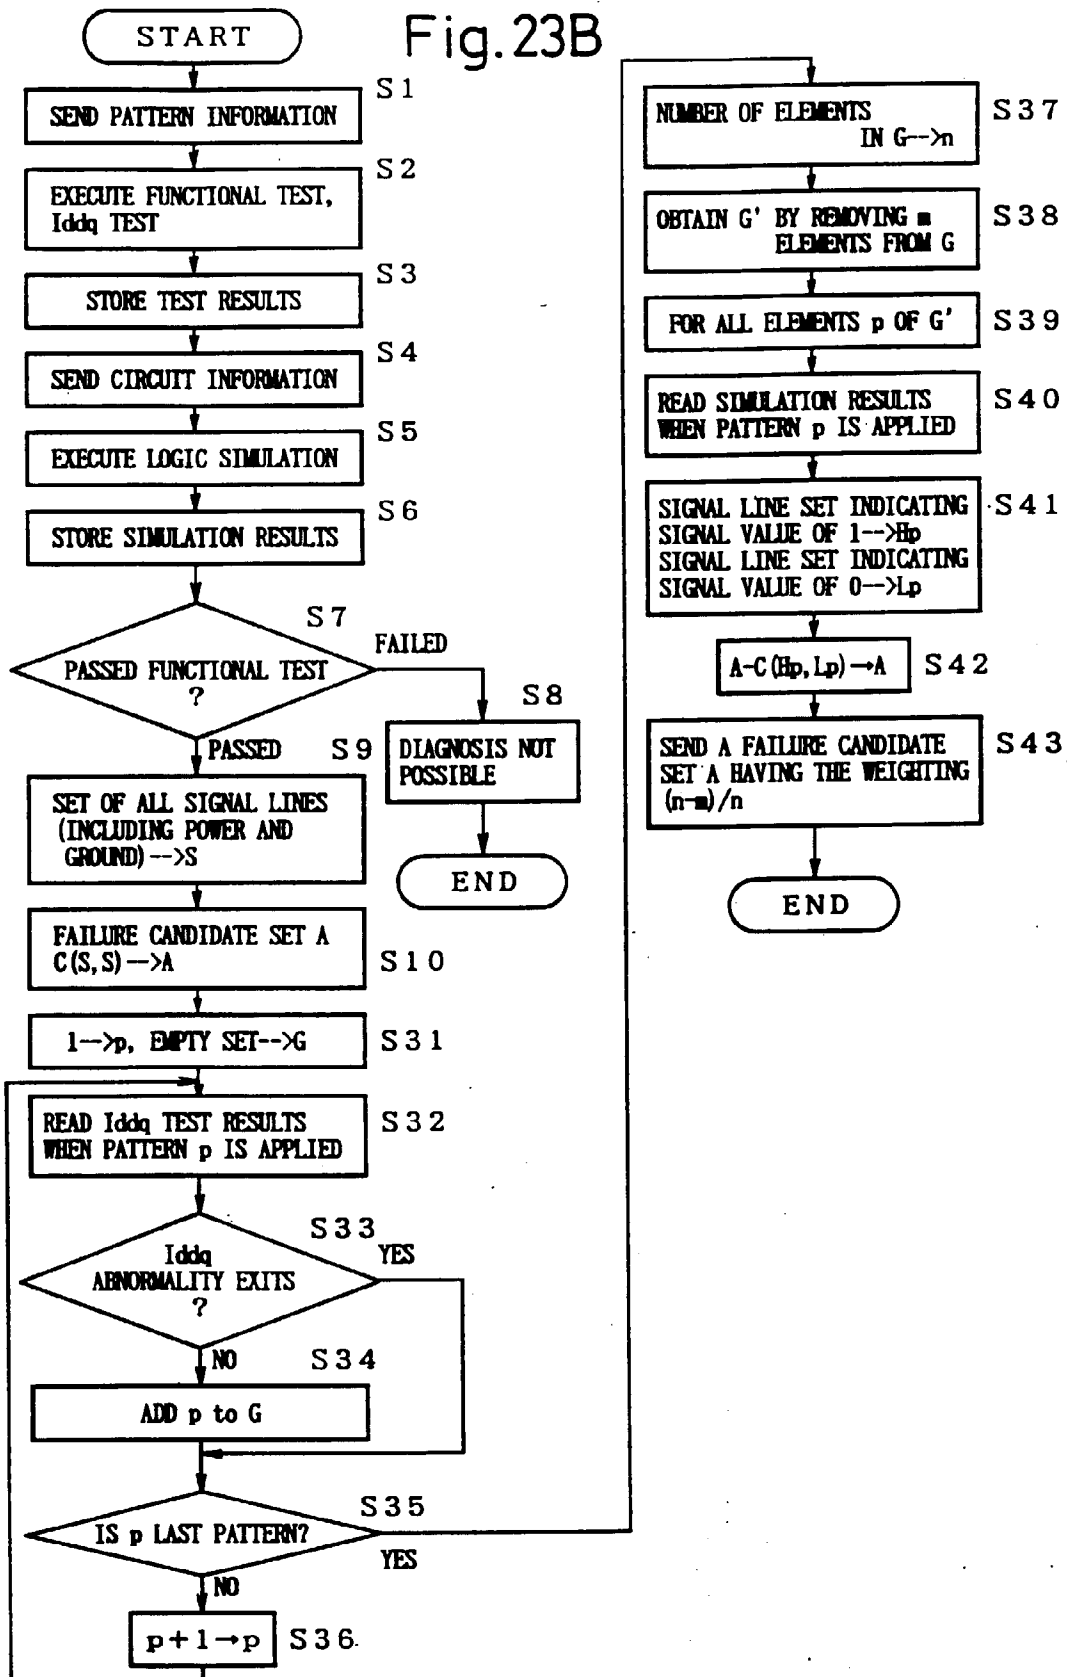 Fig.23B
START
S1
SEND PATTERN INFORMATION
S2
EXECUTE FUNCTIONAL TEST,
Iddq TEST
S3
STORE TEST RESULTS
S4
SEND CIRCUIT INFORMATION
S5
EXECUTE LOGIC SIMULATION
S6
STORE SIMULATION RESULTS
S7
PASSED FUNCTIONAL TEST
?
FAILED
S8
DIAGNOSIS NOT
POSSIBLE
END
PASSED
S9
SET OF ALL SIGNAL LINES
(INCLUDING POWER AND
GROUND)-->S
FAILURE CANDIDATE SET A
C(S,S)-->A
S10
1-->p, EMPTY SET-->G
S31
READ Iddq TEST RESULTS
WHEN PATTERN p IS APPLIED
S32
S33
Iddq
ABNORMALITY EXITS
?
YES
NO
S34
ADD p to G
S35
IS p LAST PATTERN?
YES
NO
p+1→p
S36
NUMBER OF ELEMENTS
IN G-->n
S37
OBTAIN G' BY REMOVING m
ELEMENTS FROM G
S38
FOR ALL ELEMENTS p OF G'
S39
READ SIMULATION RESULTS
WHEN PATTERN p IS APPLIED
S40
SIGNAL LINE SET INDICATING
SIGNAL VALUE OF 1-->Hp
SIGNAL LINE SET INDICATING
SIGNAL VALUE OF 0-->Lp
S41
A-C(Hp,Lp)→A
S42
SEND A FAILURE CANDIDATE
SET A HAVING THE WEIGHTING
(n-m)/n
S43
END